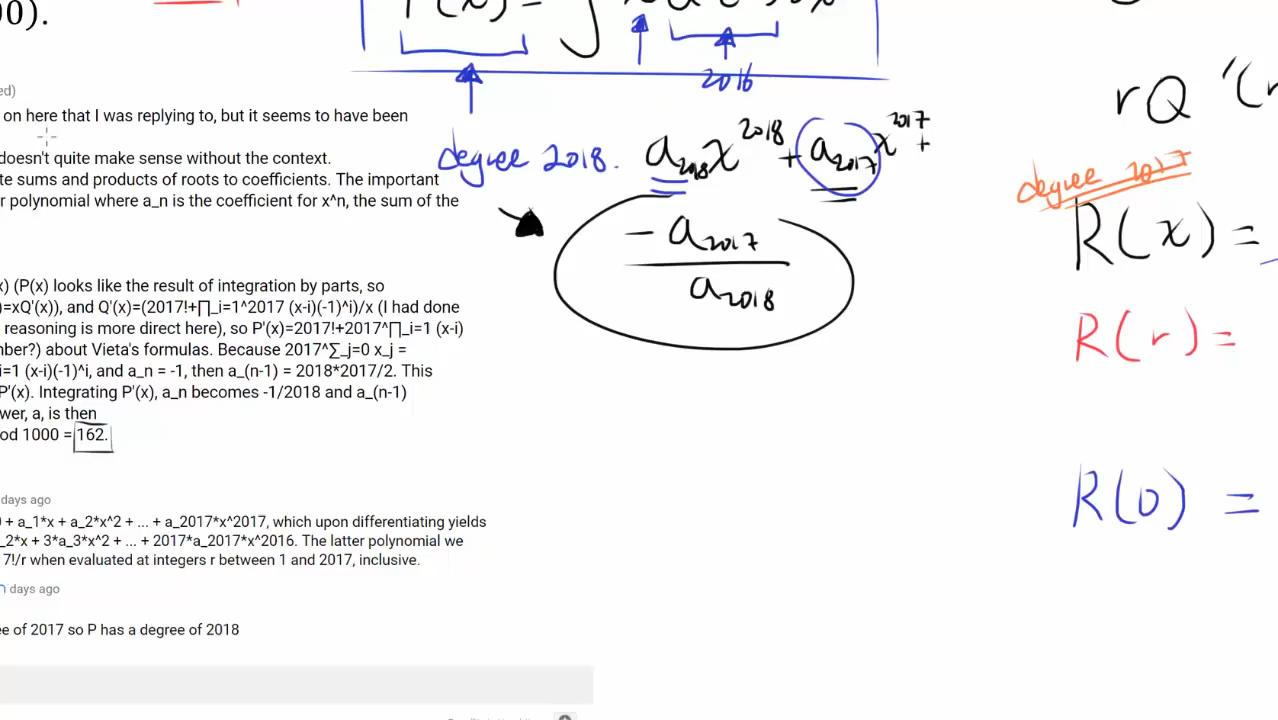 00).
2016
ed)
on here that I was replying to, but it seems to have been
doesn't quite make sense without the context.
te sums and products of roots to coefficients. The important
r polynomial where a_n is the coefficient for x^n, the sum of the
x) (P(x) looks like the result of integration by parts, so
)=xQ'(x)), and Q'(x)=(2017!+∏_i=1^2017 (x-i)(-1)^i)/x (I had done
reasoning is more direct here), so P'(x)=2017!+2017^∏_i=1 (x-i)
nber?) about Vieta's formulas. Because 2017^∑_j=0 x_j =
i=1 (x-i)(-1)^i, and a_n = -1, then a_(n-1) = 2018*2017/2. This
P'(x). Integrating P'(x), a_n becomes -1/2018 and a_(n-1)
wer, a, is then
od 1000 = 162.
days ago
0 + a_1*x + a_2*x^2 + ... + a_2017*x^2017, which upon differentiating yields
_2*x + 3*a_3*x^2 + ... + 2017*a_2017*x^2016. The latter polynomial we
7!/r when evaluated at integers r between 1 and 2017, inclusive.
n days ago
ee of 2017 so P has a degree of 2018
degree 2018. a_2018 x^2018 + a_2017 x^2017 +
- a_2017
a_2018
rQ'(r
degree 2017
R(x) =
R(r) =
R(0) =